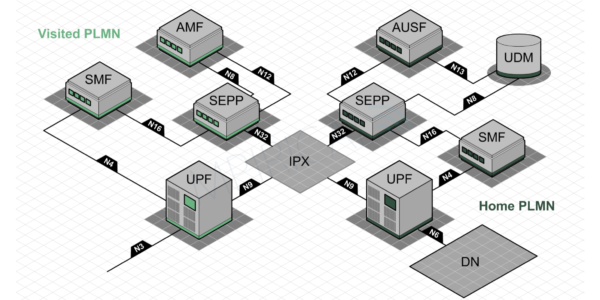 AMF
AUSF
Visited PLMN
UDM
N8
N12
N12
N13
SMF
SEPP
SEPP
N8
N16
N32
N32
N16
SMF
IPX
N4
UPF
N9
N9
UPF
N4
Home PLMN
N3
N6
DN